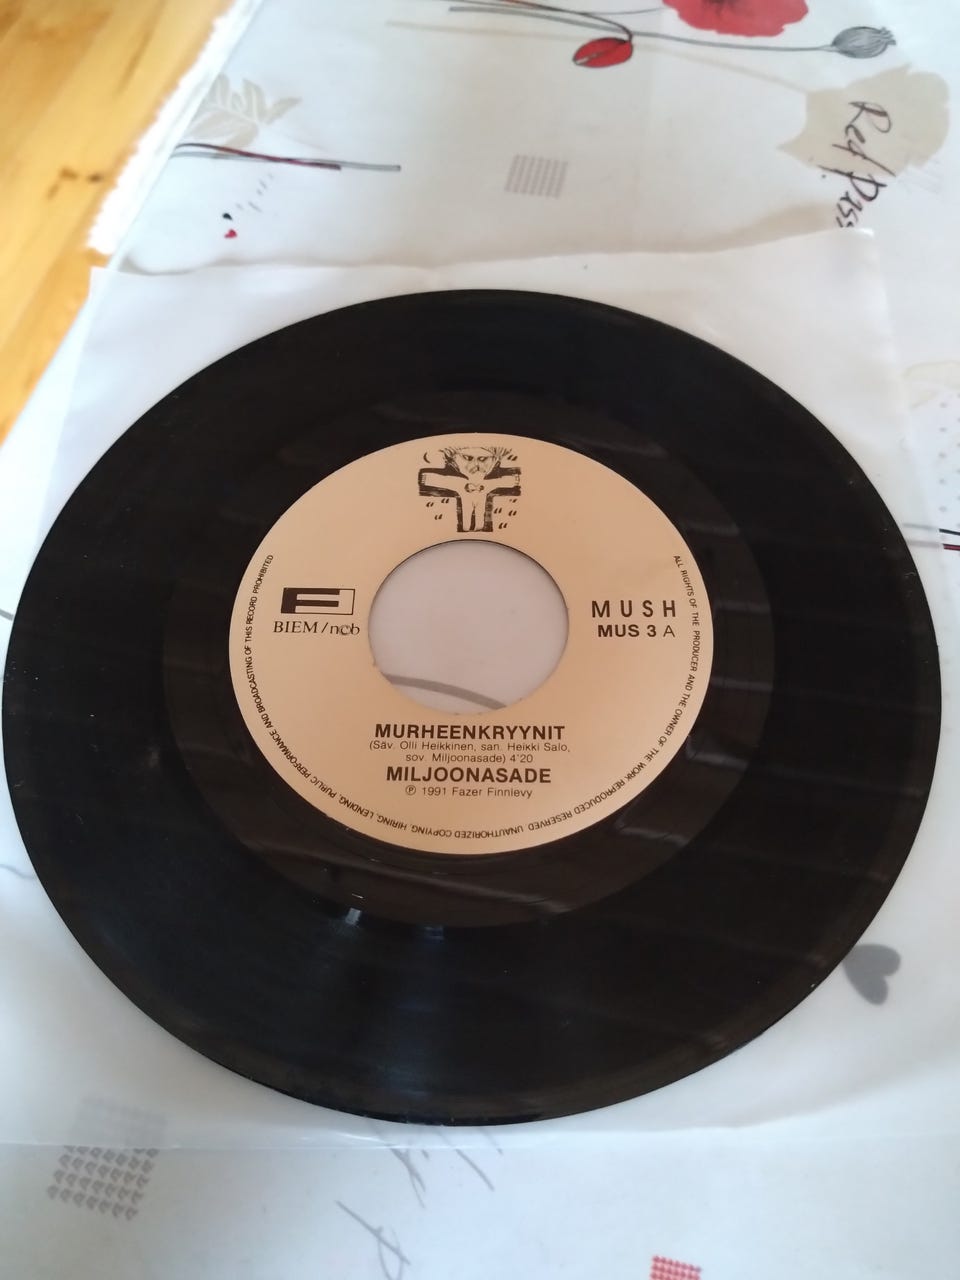 Red
BIEM/ncb
MUSH
MUS 3 A
MURHEENKRYYNIT
(Säv. Olli Heikkinen, san. Heikki Salo,
sov. Miljoonasade) 4'20
MILJOONASADE
℗ 1991 Fazer Finnlevy
ALL RIGHTS OF THE PRODUCER AND THE OWNER OF THE WORK REPRODUCED RESERVED. UNAUTHORIZED COPYING, HIRING, LENDING, PUBLIC PERFORMANCE AND BROADCASTING OF THIS RECORD PROHIBITED